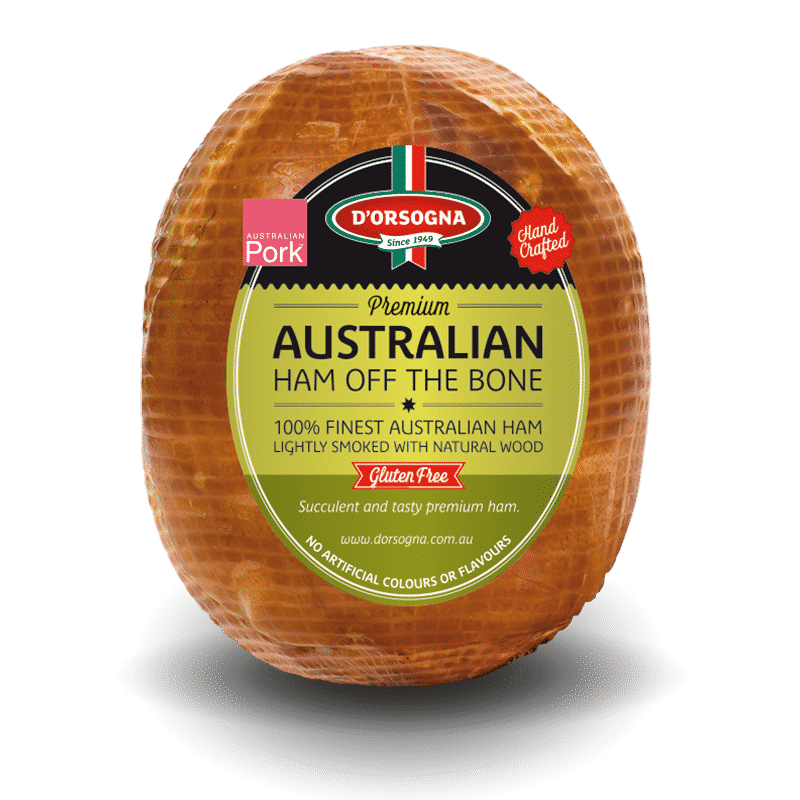 D'ORSOGNA
Since 1949
AUSTRALIAN
Pork™
Hand
Crafted
Premium
AUSTRALIAN
HAM OFF THE BONE
100% FINEST AUSTRALIAN HAM
LIGHTLY SMOKED WITH NATURAL WOOD
Gluten Free
Succulent and tasty premium ham.
www.dorsogna.com.au
NO ARTIFICIAL COLOURS OR FLAVOURS